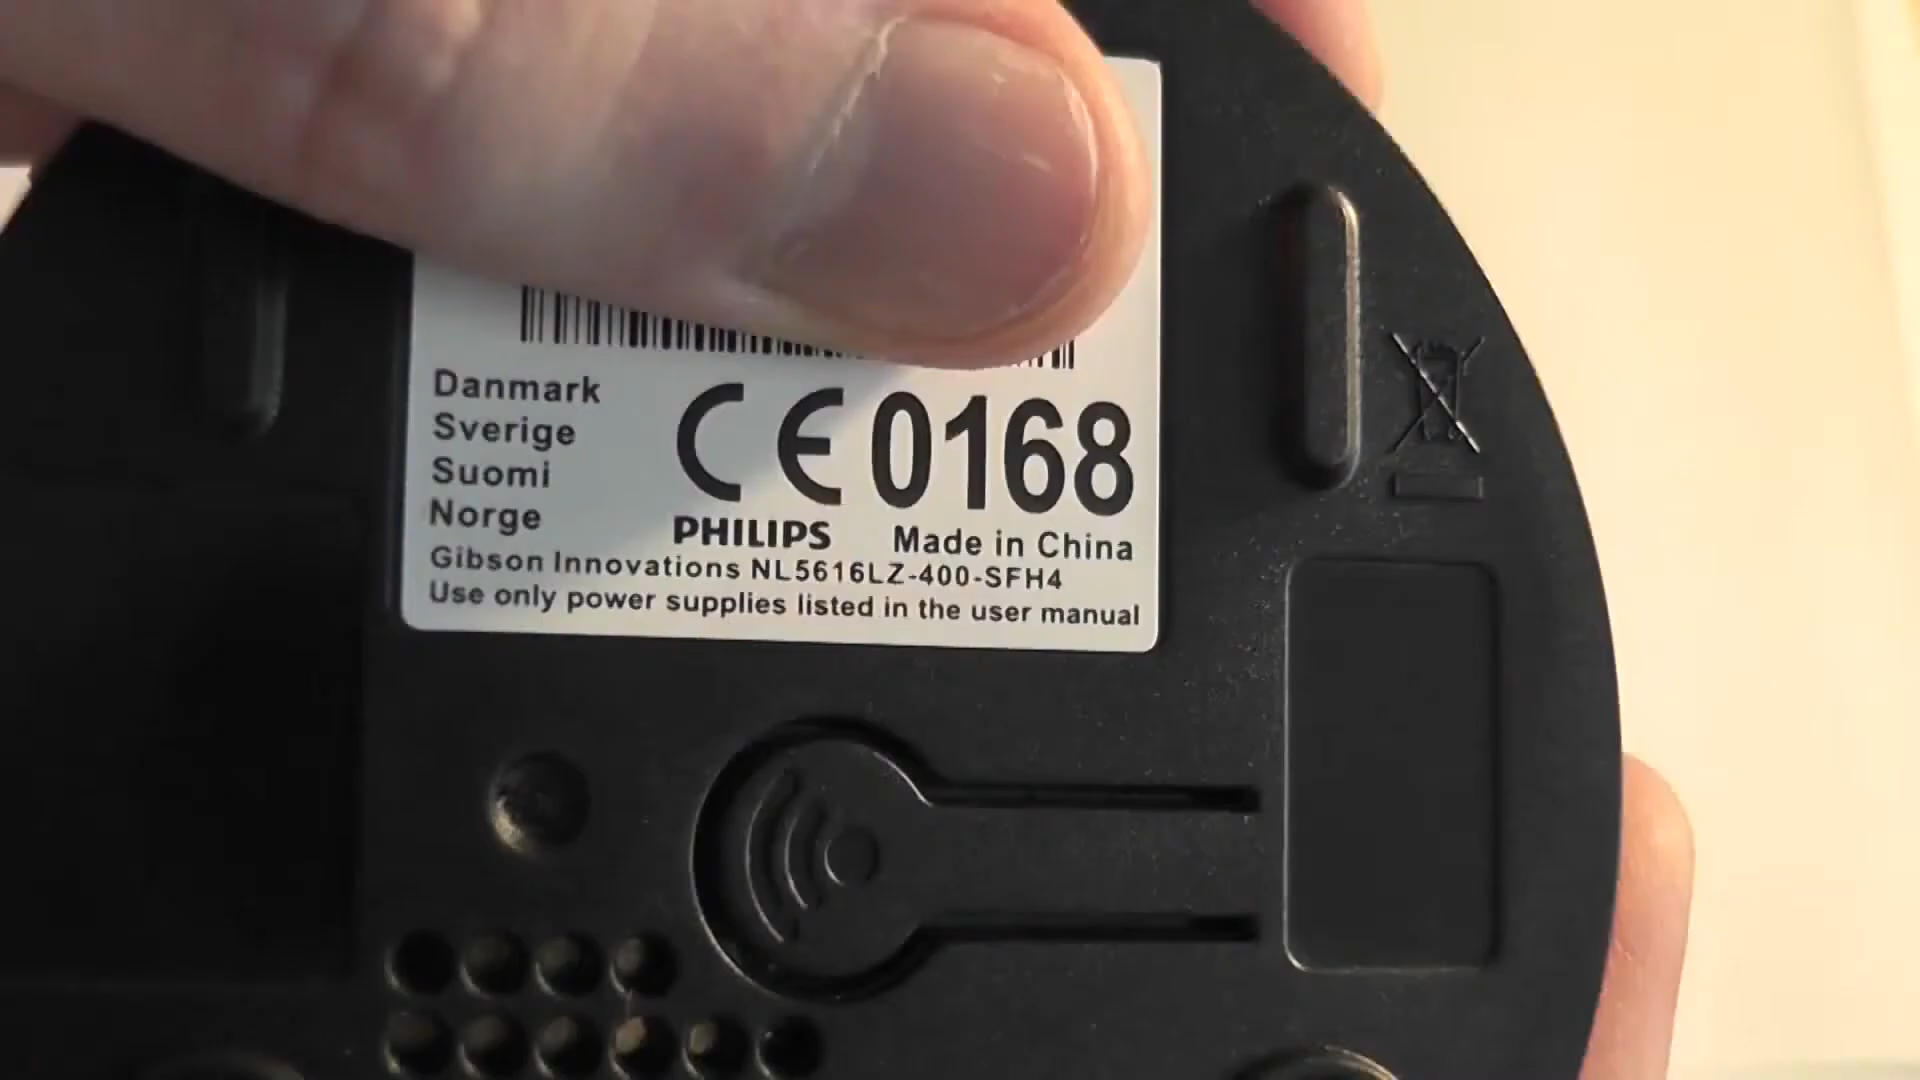 Danmark
Sverige
Suomi
Norge
CE 0168
PHILIPS Made in China
Gibson Innovations NL5616LZ-400-SFH4
Use only power supplies listed in the user manual